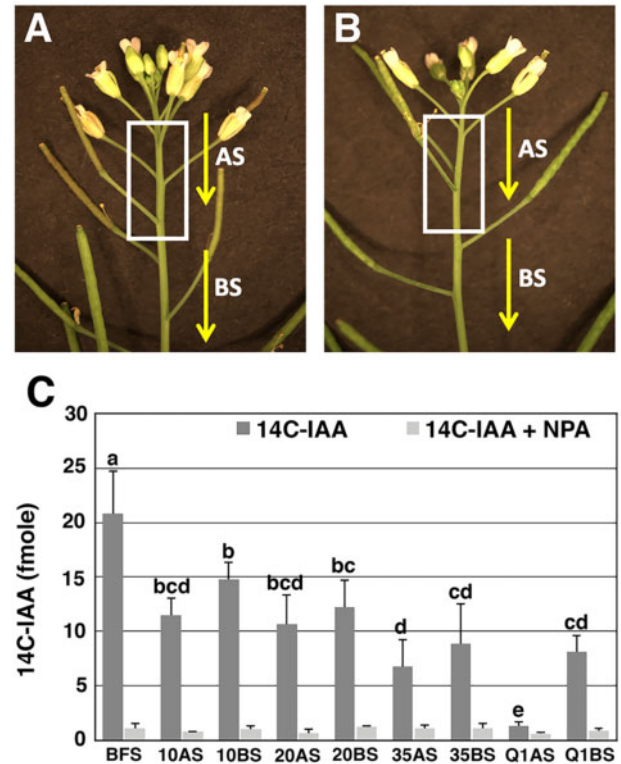 A
AS
BS
B
AS
BS
C
14C-IAA 14C-IAA + NPA
14C-IAA (fmole)
30
25
20
15
10
5
0
a
bcd
b
bcd
bc
d
cd
e
cd
BFS 10AS 10BS 20AS 20BS 35AS 35BS Q1AS Q1BS